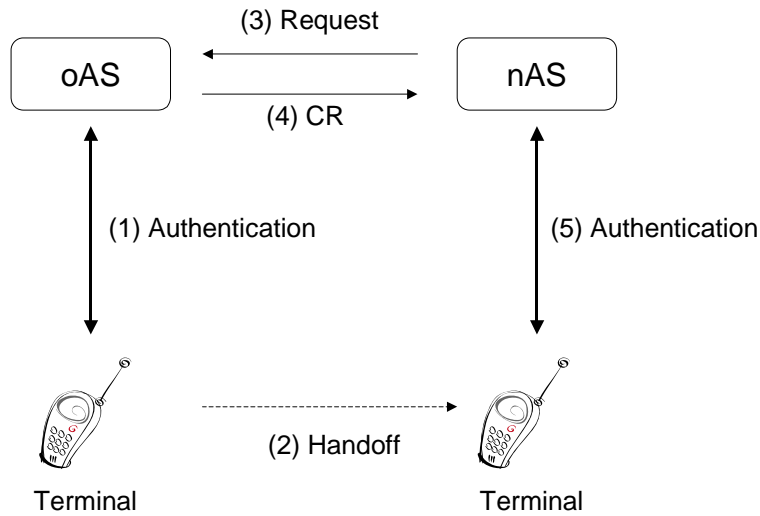 (3) Request
oAS
nAS
(4) CR
(1) Authentication
(5) Authentication
(2) Handoff
Terminal
Terminal